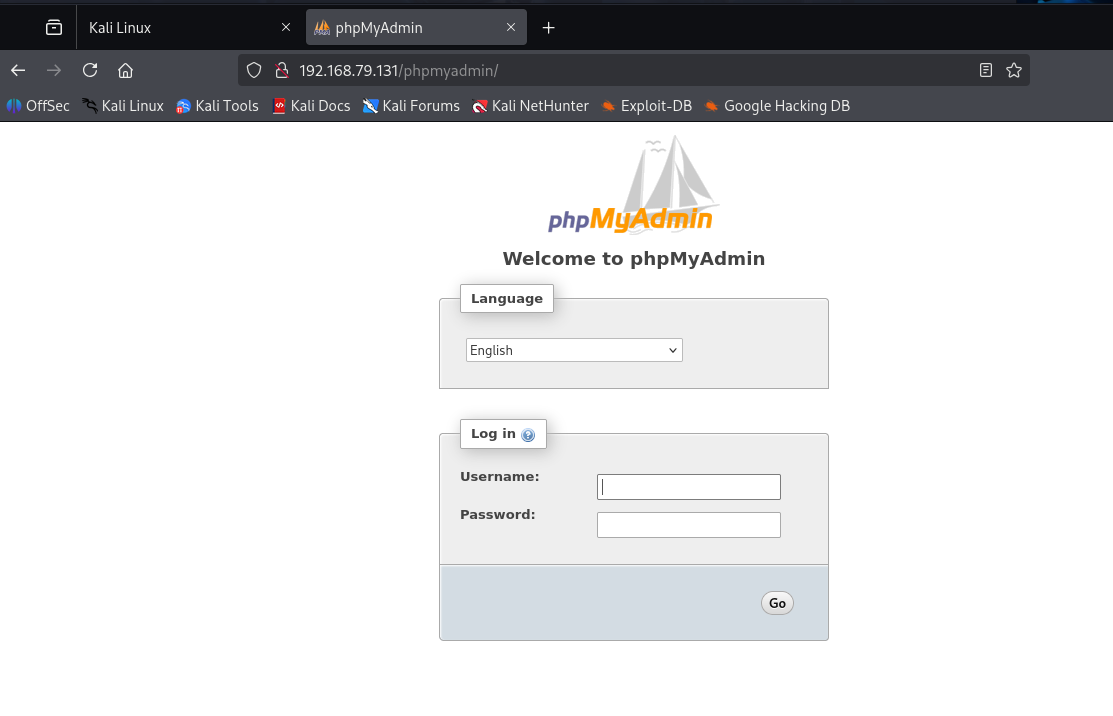 Kali Linux
phpMyAdmin
192.168.79.131/phpmyadmin/
OffSec Kali Linux Kali Tools Kali Docs Kali Forums Kali NetHunter Exploit-DB Google Hacking DB
phpMyAdmin
Welcome to phpMyAdmin
Language
English
Log in
Username:
Password:
Go